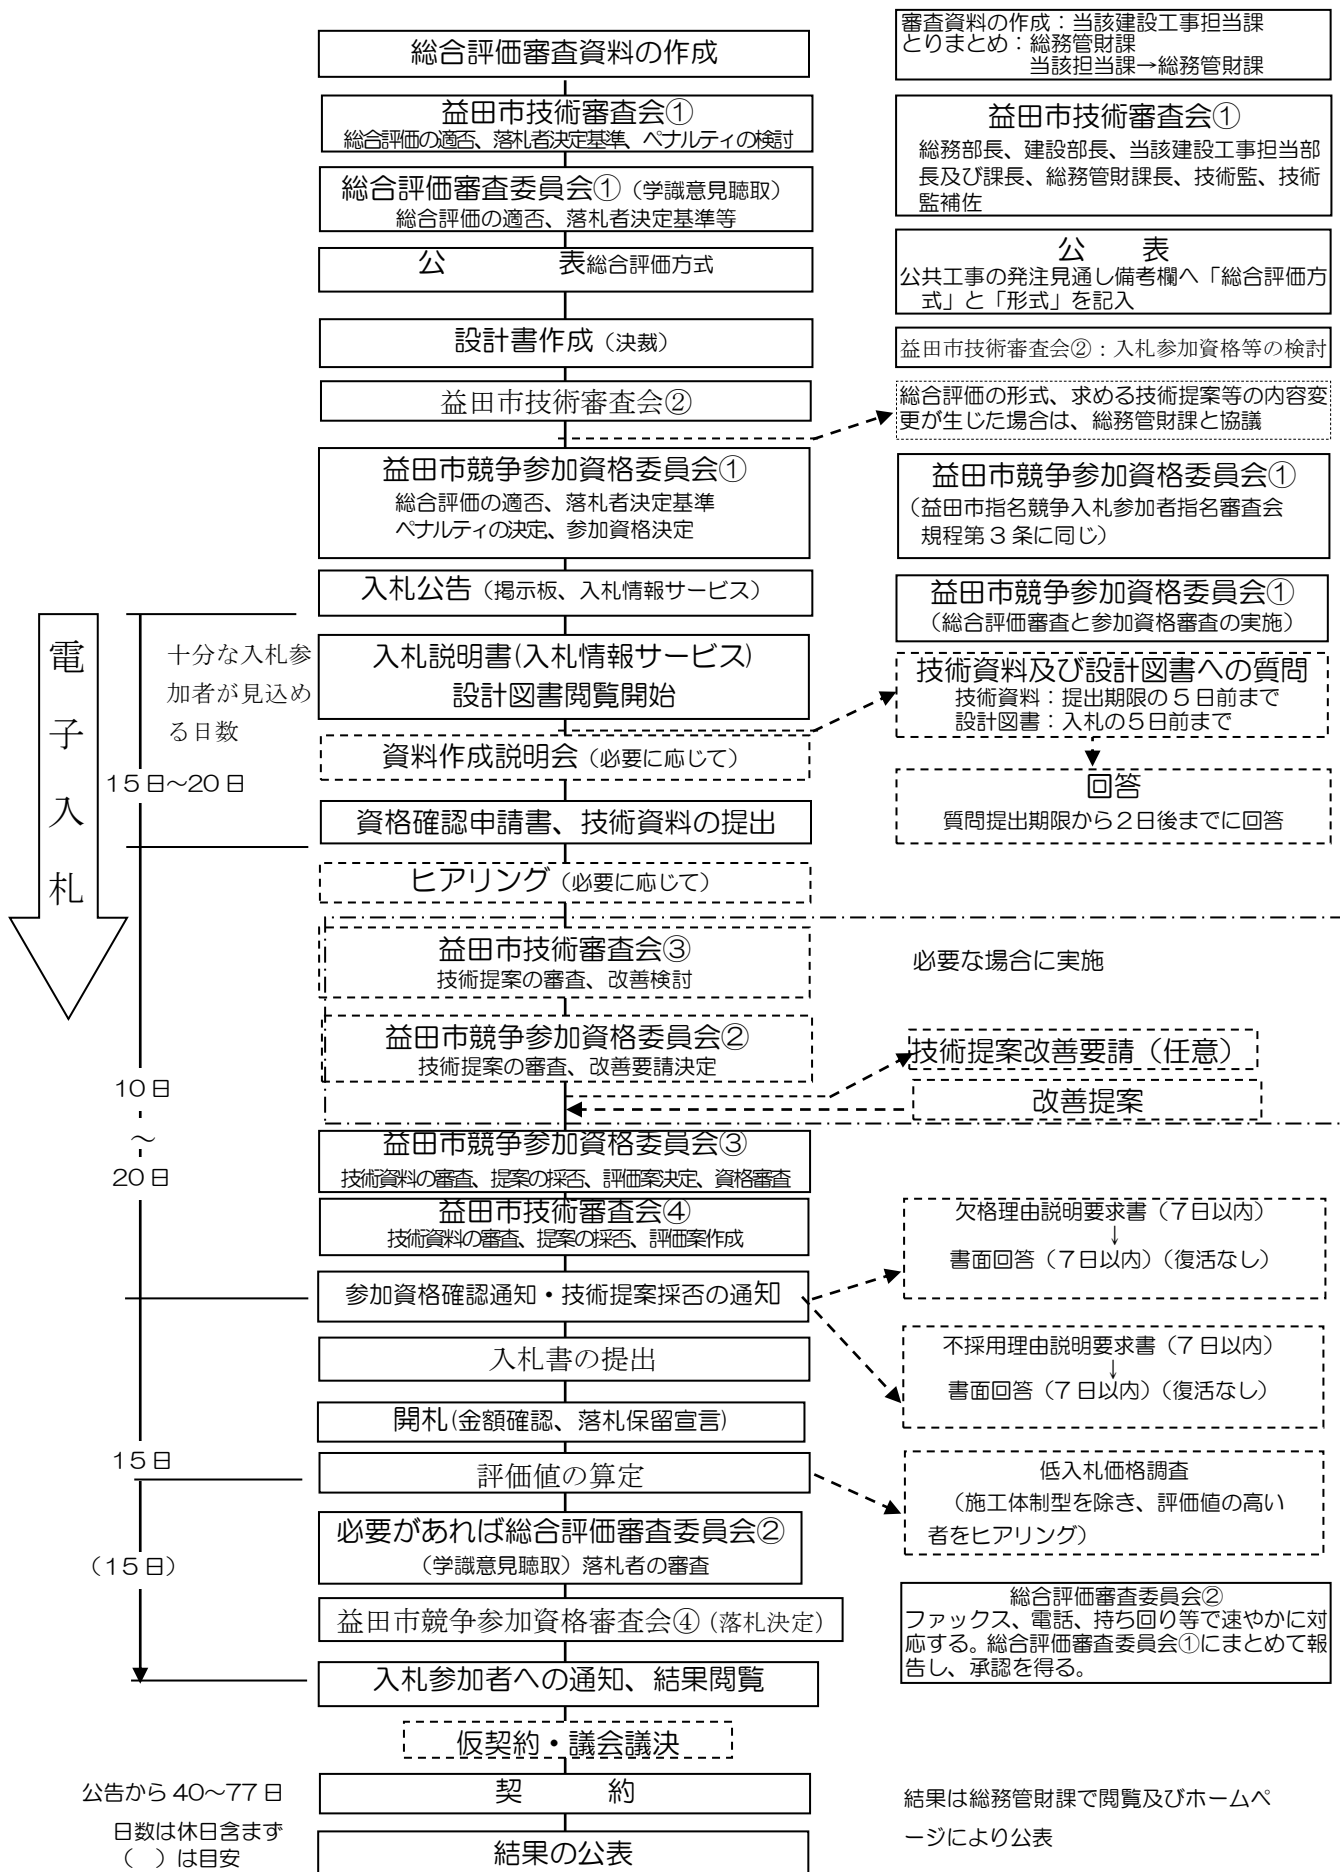 総合評価審査資料の作成
審査資料の作成：当該建設工事担当課
とりまとめ：総務管財課
当該担当課→総務管財課
益田市技術審査会①
総合評価の適否、落札者決定基準、ペナルティの検討
益田市技術審査会①
総務部長、建設部長、当該建設工事担当部
長及び課長、総務管財課長、技術監、技術
監補佐
総合評価審査委員会①（学識意見聴取）
総合評価の適否、落札者決定基準等
公　　　　表総合評価方式
公　　表
公共工事の発注見通し備考欄へ「総合評価方
式」と「形式」を記入
設計書作成（決裁）
益田市技術審査会②：入札参加資格等の検討
益田市技術審査会②
総合評価の形式、求める技術提案等の内容変
更が生じた場合は、総務管財課と協議
益田市競争参加資格委員会①
総合評価の適否、落札者決定基準
ペナルティの決定、参加資格決定
益田市競争参加資格委員会①
（益田市指名競争入札参加者指名審査会
規程第３条に同じ）
入札公告（掲示板、入札情報サービス）
益田市競争参加資格委員会①
（総合評価審査と参加資格審査の実施）
電子入札
十分な入札参
加者が見込め
る日数
15日～20日
入札説明書(入札情報サービス)
設計図書閲覧開始
技術資料及び設計図書への質問
技術資料：提出期限の５日前まで
設計図書：入札の５日前まで
資料作成説明会（必要に応じて）
回答
質問提出期限から２日後までに回答
資格確認申請書、技術資料の提出
ヒアリング（必要に応じて）
益田市技術審査会③
技術提案の審査、改善検討
必要な場合に実施
益田市競争参加資格委員会②
技術提案の審査、改善要請決定
技術提案改善要請（任意）
改善提案
10日
～
20日
益田市競争参加資格委員会③
技術資料の審査、提案の採否、評価案決定、資格審査
益田市技術審査会④
技術資料の審査、提案の採否、評価案作成
欠格理由説明要求書（７日以内）
↓
書面回答（７日以内）（復活なし）
参加資格確認通知・技術提案採否の通知
不採用理由説明要求書（７日以内）
↓
書面回答（７日以内）（復活なし）
入札書の提出
開札(金額確認、落札保留宣言)
15日
評価値の算定
低入札価格調査
（施工体制型を除き、評価値の高い
者をヒアリング）
必要があれば総合評価審査委員会②
（学識意見聴取）落札者の審査
（15日）
総合評価審査委員会②
ファックス、電話、持ち回り等で速やかに対
応する。総合評価審査委員会①にまとめて報
告し、承認を得る。
益田市競争参加資格審査会④（落札決定）
入札参加者への通知、結果閲覧
仮契約・議会議決
公告から40～77日
日数は休日含まず
（　）は目安
契　　約
結果は総務管財課で閲覧及びホームペ
ージにより公表
結果の公表